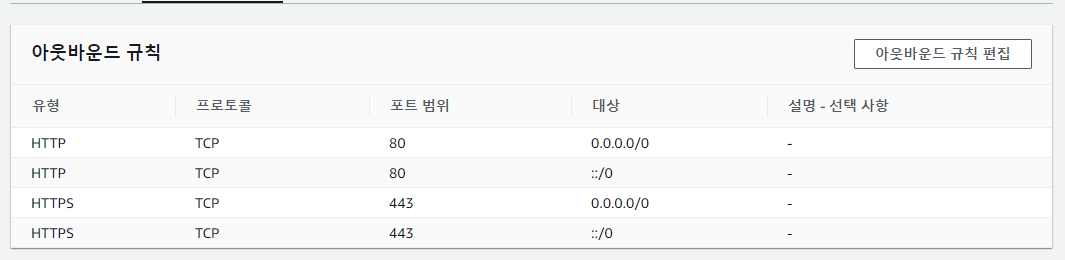 아웃바운드 규칙
아웃바운드 규칙 편집
유형 프로토콜 포트 범위 대상 설명 - 선택 사항
HTTP TCP 80 0.0.0.0/0 -
HTTP TCP 80 ::/0 -
HTTPS TCP 443 0.0.0.0/0 -
HTTPS TCP 443 ::/0 -